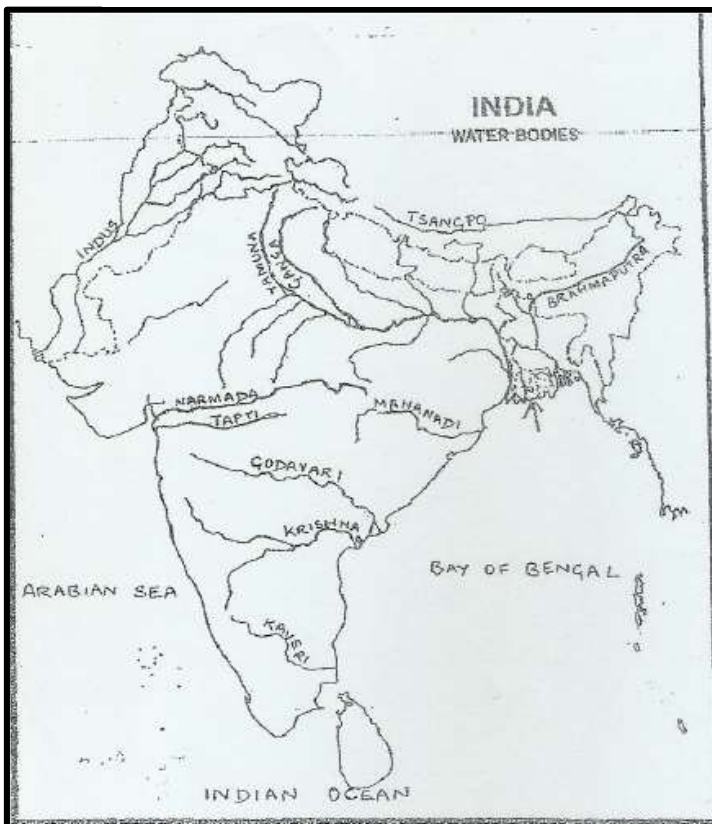 INDIA
WATER BODIES
TSANGPO
INDUS
YAMUNA
GANGA
BRAHMAPUTRA
NARMADA
TAPTI
MAHANADI
GODAVARI
KRISHNA
BAY OF BENGAL
ARABIAN SEA
KAVERI
INDIAN OCEAN